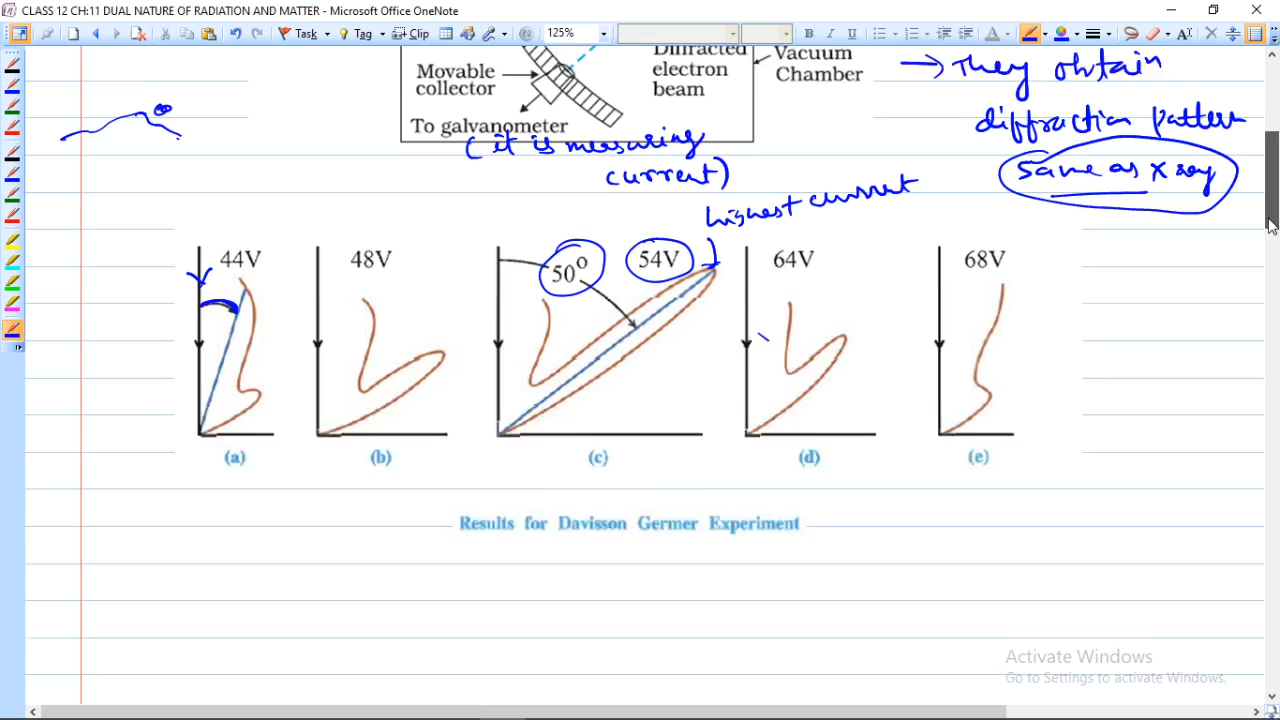 CLASS 12 CH:11 DUAL NATURE OF RADIATION AND MATTER - Microsoft Office OneNote
Task
Tag
Clip
125%
B I U
Diffracted
electron
beam
Vacuum
Chamber
Movable
collector
To galvanometer
(it is measuring
current)
→ They obtain
diffraction pattern
same as x ray
highest current
44V
48V
50°
54V
64V
68V
(a)
(b)
(c)
(d)
(e)
Results for Davisson Germer Experiment
Activate Windows
Go to Settings to activate Windows.